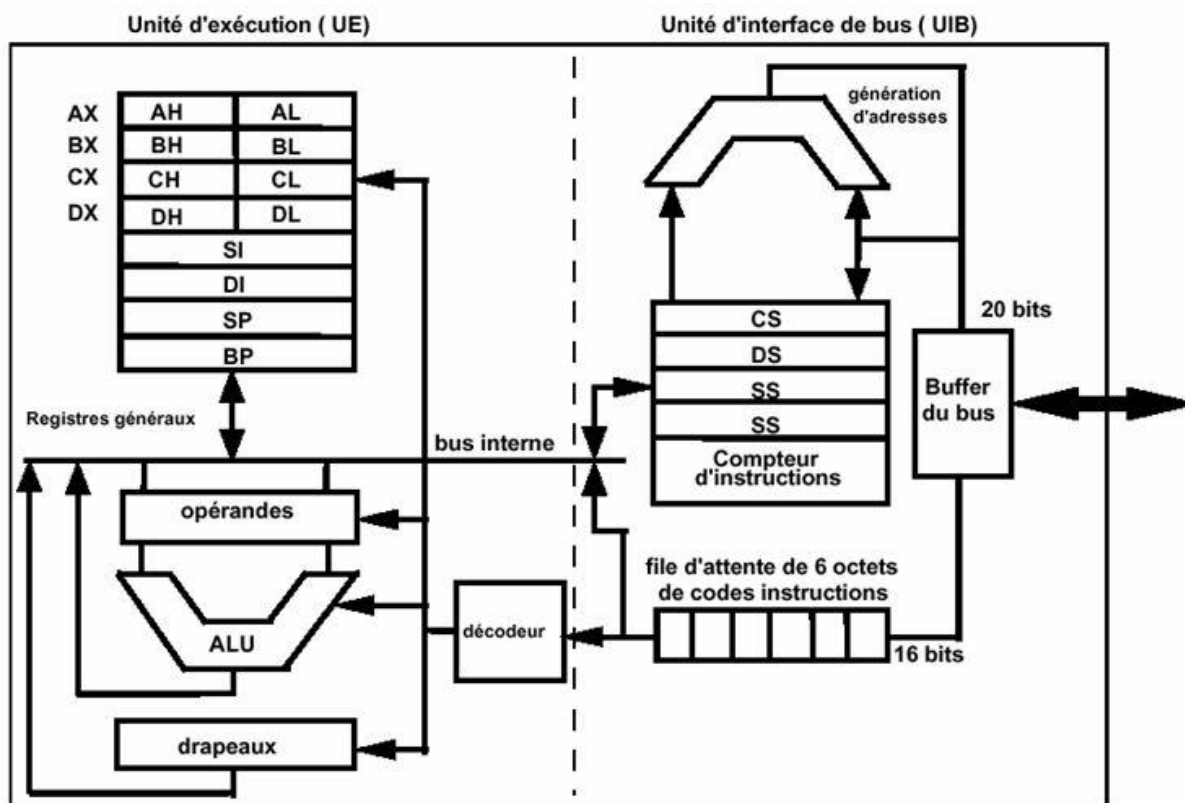 Unité d'exécution ( UE)
Unité d'interface de bus ( UIB)
AX
AH
AL
BX
BH
BL
CX
CH
CL
DX
DH
DL
SI
DI
SP
BP
Registres généraux
bus interne
opérandes
ALU
décodeur
drapeaux
génération
d'adresses
CS
DS
SS
SS
Compteur
d'instructions
20 bits
Buffer
du bus
file d'attente de 6 octets
de codes instructions
16 bits